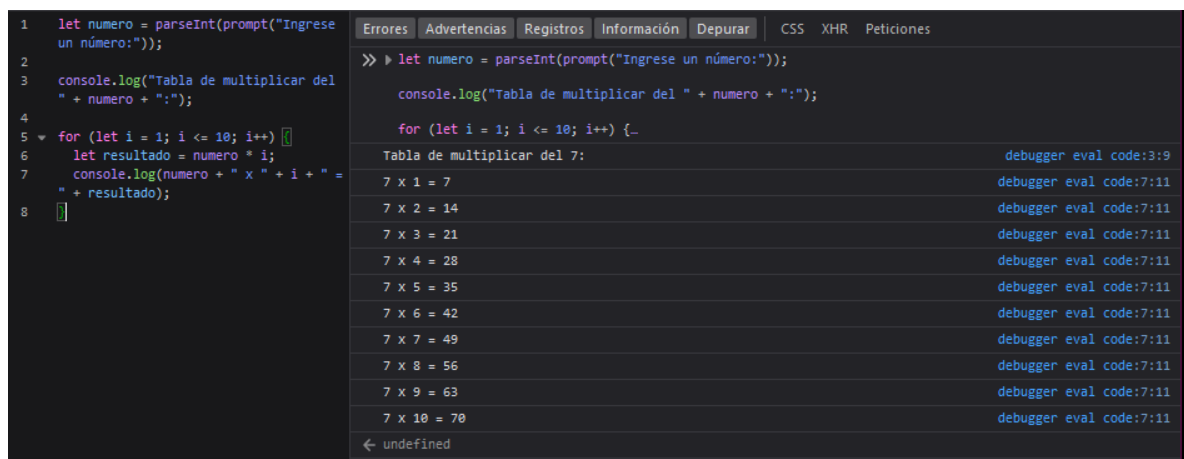 1 let numero = parseInt(prompt("Ingrese
un número:"));
2
3 console.log("Tabla de multiplicar del
" + numero + ":");
4
5 for (let i = 1; i <= 10; i++) {
6 let resultado = numero * i;
7 console.log(numero + " x " + i + " =
" + resultado);
8 }
Errores Advertencias Registros Información Depurar CSS XHR Peticiones
let numero = parseInt(prompt("Ingrese un número:"));
console.log("Tabla de multiplicar del " + numero + ":");
for (let i = 1; i <= 10; i++) {…
Tabla de multiplicar del 7: debugger eval code:3:9
7 x 1 = 7 debugger eval code:7:11
7 x 2 = 14 debugger eval code:7:11
7 x 3 = 21 debugger eval code:7:11
7 x 4 = 28 debugger eval code:7:11
7 x 5 = 35 debugger eval code:7:11
7 x 6 = 42 debugger eval code:7:11
7 x 7 = 49 debugger eval code:7:11
7 x 8 = 56 debugger eval code:7:11
7 x 9 = 63 debugger eval code:7:11
7 x 10 = 70 debugger eval code:7:11
undefined